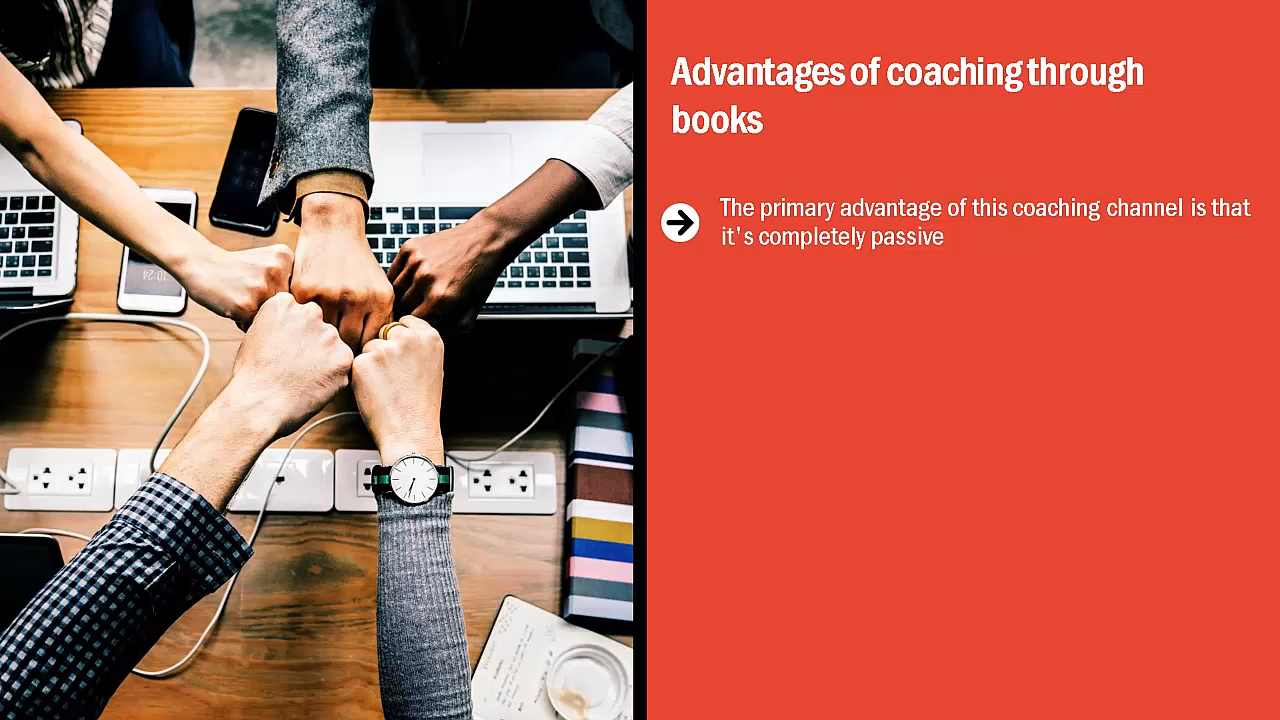 Advantages of coaching through
books
The primary advantage of this coaching channel is that
it's completely passive